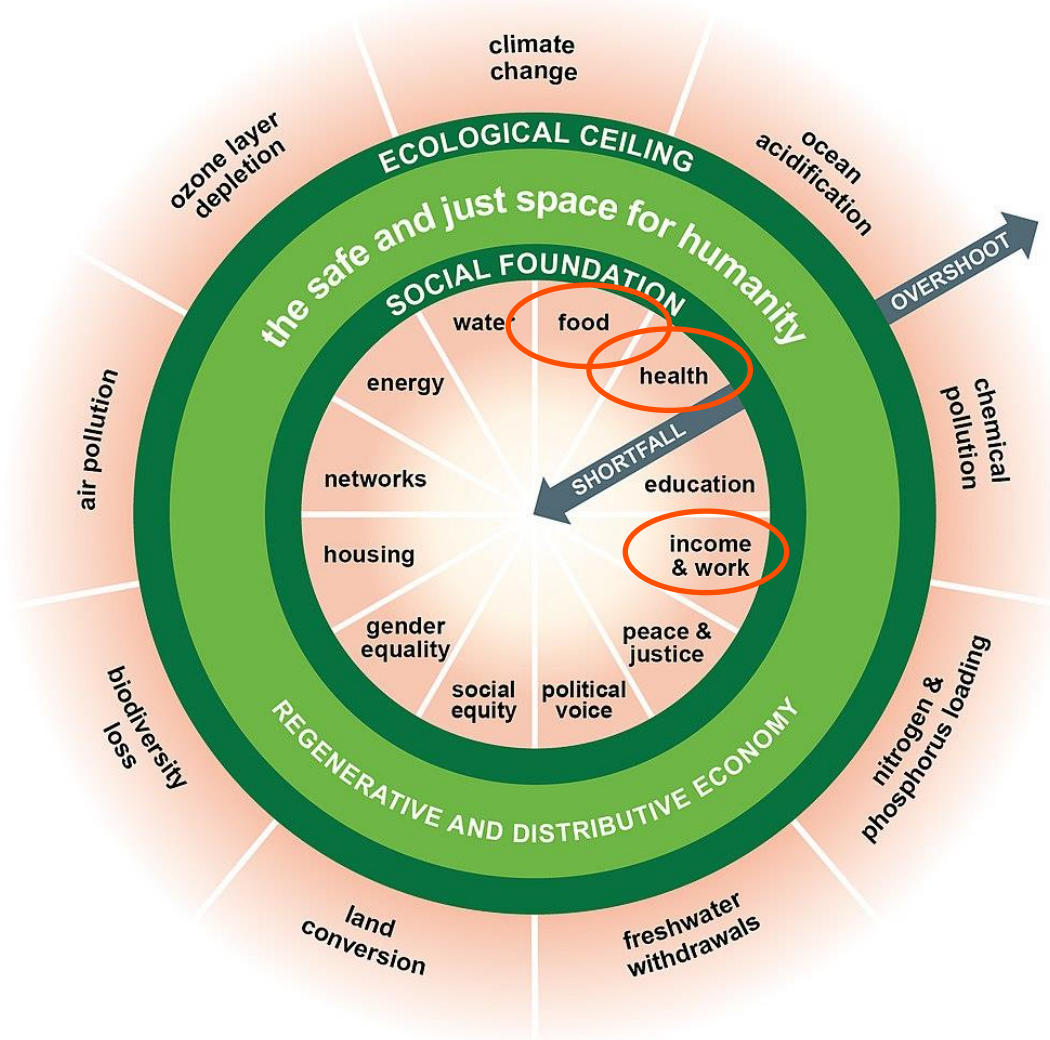 climate
change
ocean
acidification
chemical
pollution
nitrogen &
phosphorus loading
freshwater
withdrawals
land
conversion
biodiversity
loss
air pollution
ozone layer
depletion
ECOLOGICAL CEILING
the safe and just space for humanity
SOCIAL FOUNDATION
OVERSHOOT
water
food
health
SHORTFALL
education
income
& work
peace &
justice
political
voice
social
equity
gender
equality
housing
networks
energy
REGENERATIVE AND DISTRIBUTIVE ECONOMY